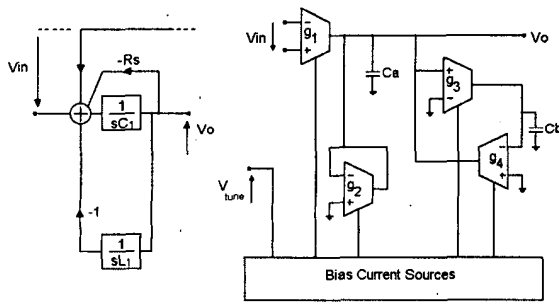 Vin
-Rs
+
1
sC1
Vo
-1
1
sL1
Vin
-
+
g1
Vo
Ca
+
-
g3
Cb
-
+
g4
-
+
g2
V
tune
Bias Current Sources